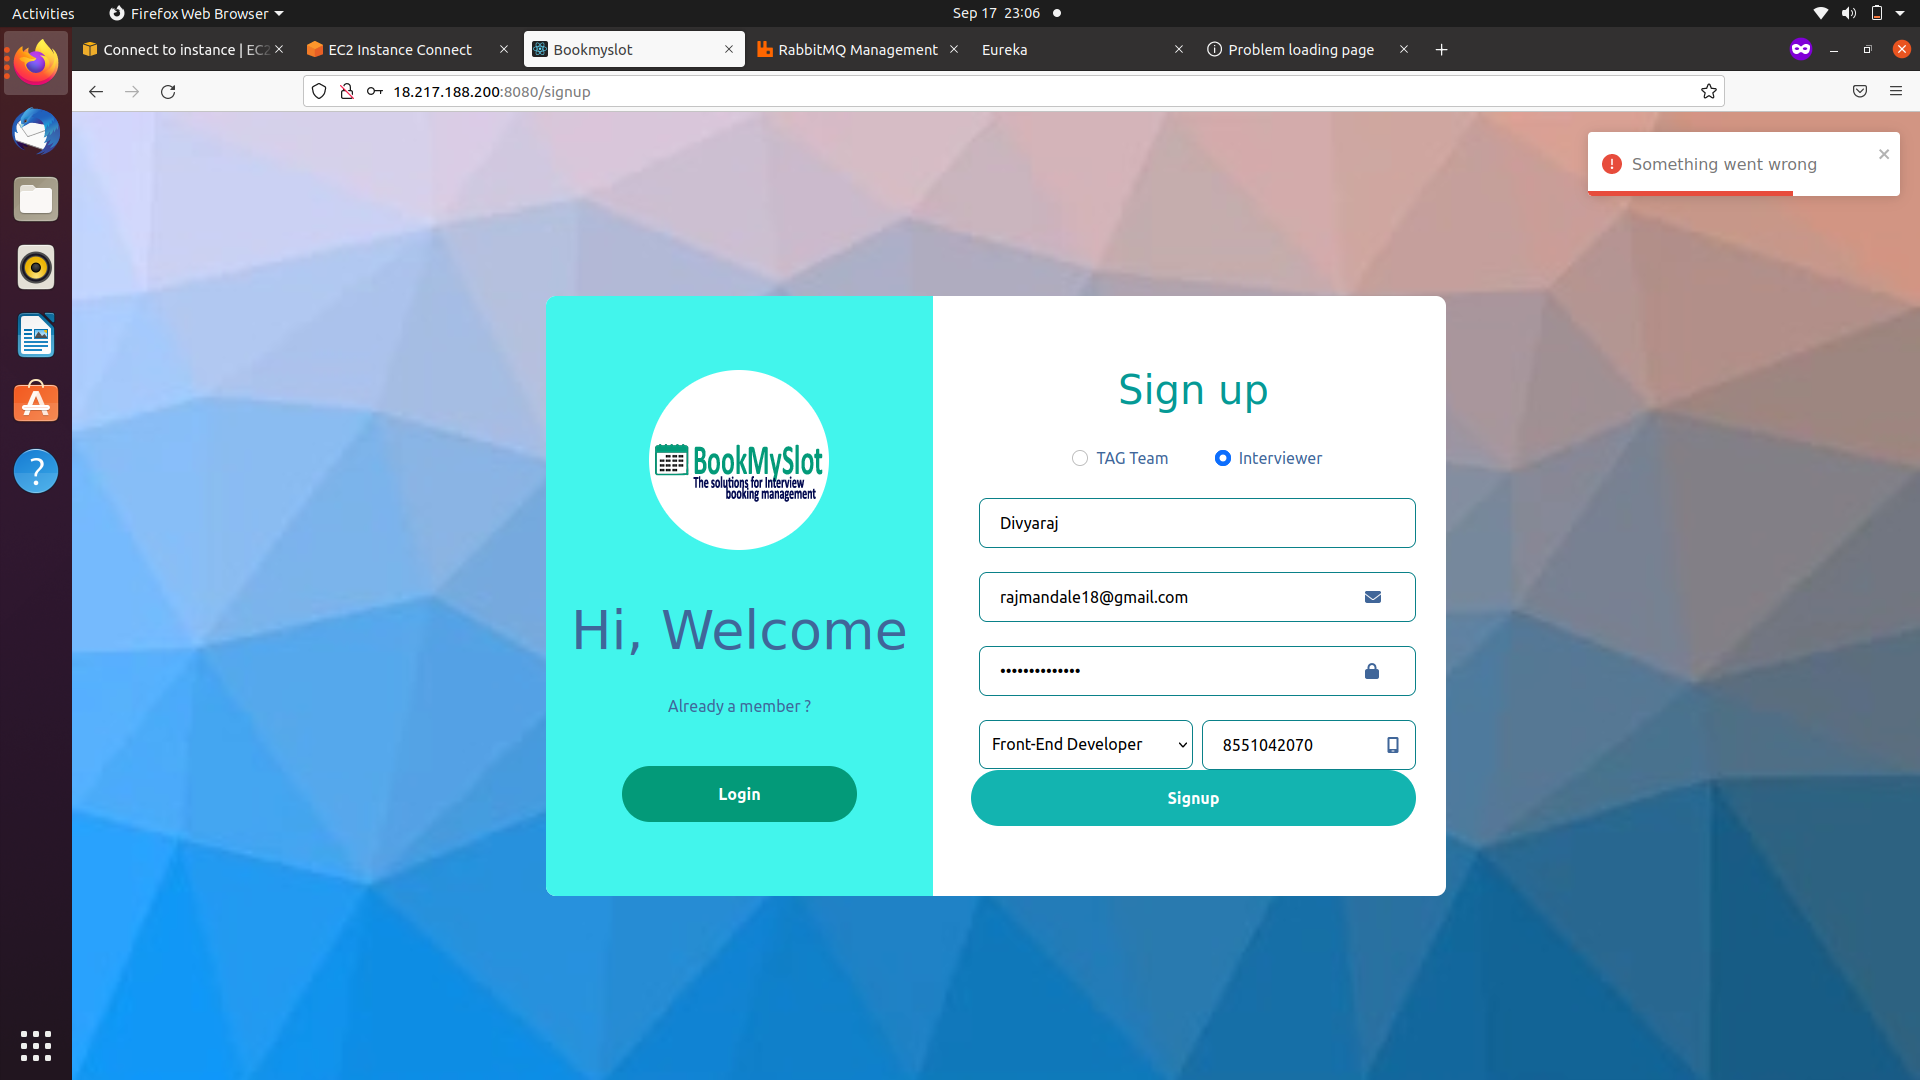 Activities
Firefox Web Browser
Sep 17 23:06
Connect to instance | EC2
EC2 Instance Connect
Bookmyslot
RabbitMQ Management
Eureka
Problem loading page
18.217.188.200:8080/signup
Something went wrong
BookMySlot
The solutions for Interview
booking management
Hi, Welcome
Already a member ?
Login
Sign up
TAG Team
Interviewer
Divyaraj
rajmandale18@gmail.com
••••••••••••••
Front-End Developer
8551042070
Signup